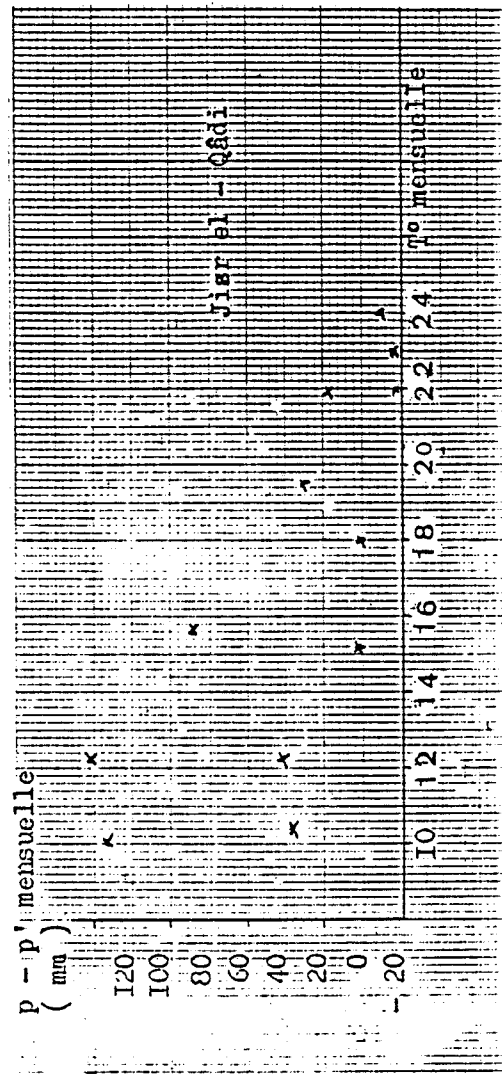 p - p' mensuelle
( mm )
Jisr el - Qâdi
I20
I00
80
60
40
20
0
- 20
I0 12 14 16 18 20 22 24 T° mensuelle